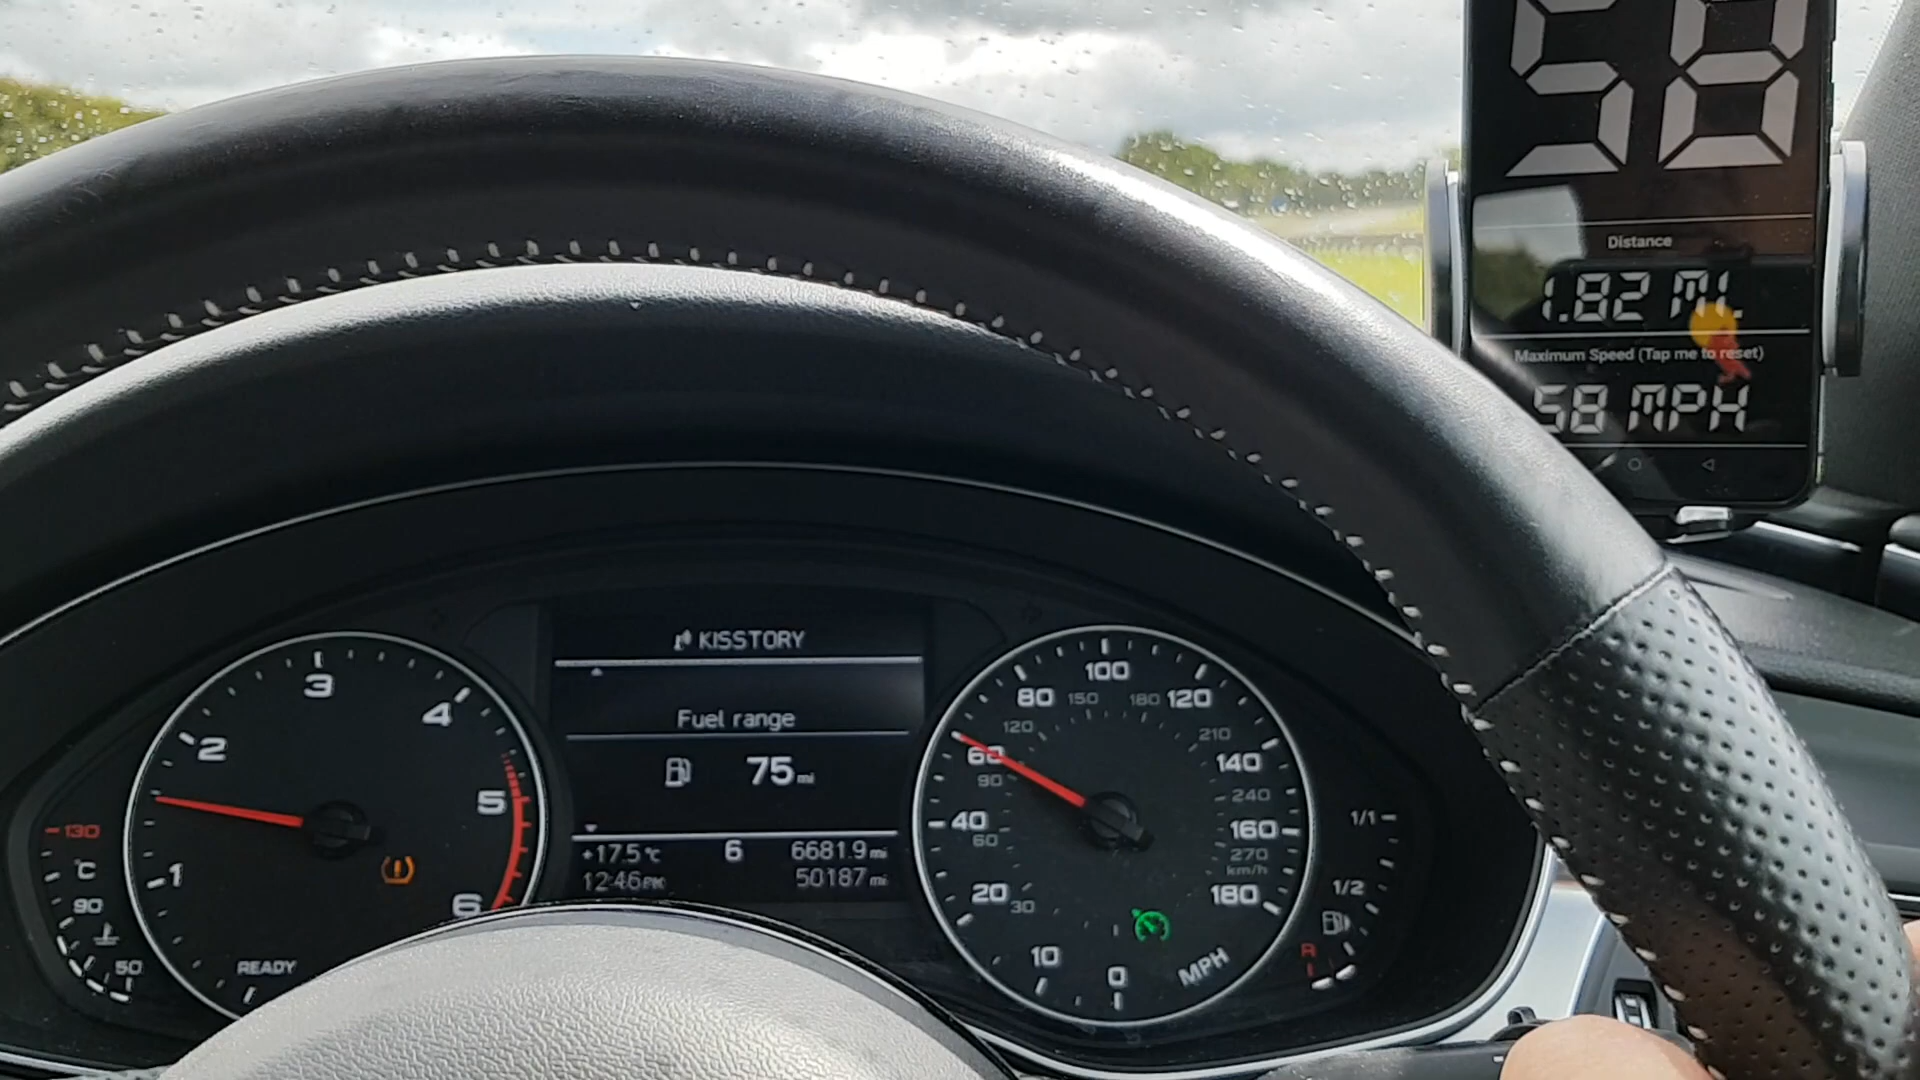 58
Distance
1.82 MI.
Maximum Speed (Tap me to reset)
58 MPH
KISSTORY
Fuel range
75 mi
+17.5 °C 6 6681.9 mi
12:46 PM 50187 mi
1
2
3
4
5
6
READY
130
°C
90
50
0
10
20
40
60
80
100
120
140
160
180
MPH
30
60
90
120
150
180
210
240
270
km/h
1/1
1/2
R